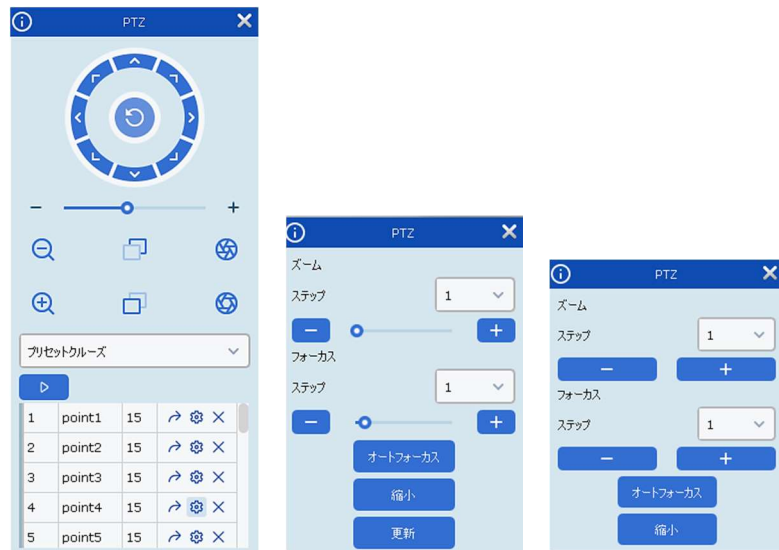 PTZ
プリセットクルーズ
1 point1 15
2 point2 15
3 point3 15
4 point4 15
5 point5 15
PTZ
ズーム
ステップ 1
フォーカス
ステップ 1
オートフォーカス
縮小
更新
PTZ
ズーム
ステップ 1
フォーカス
ステップ 1
オートフォーカス
縮小